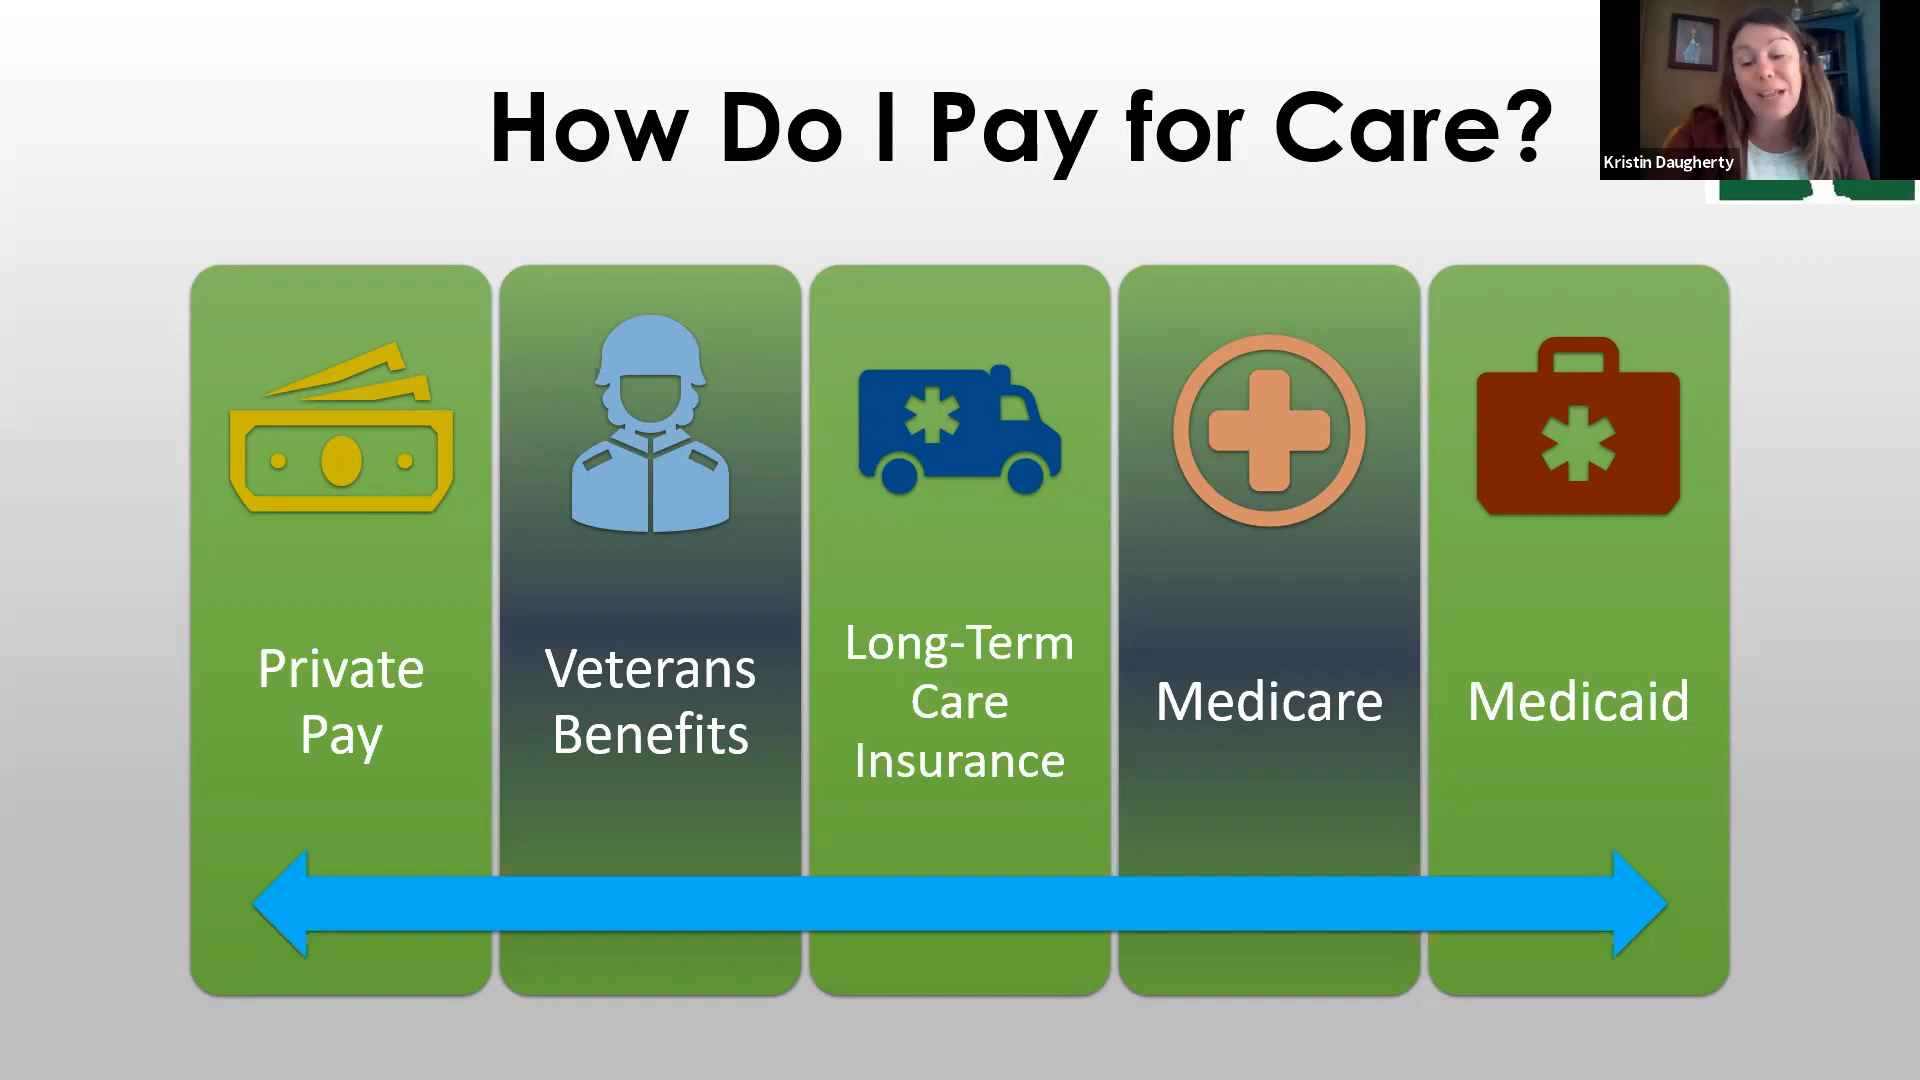 How Do I Pay for Care?
Kristin Daugherty
Private
Pay
Veterans
Benefits
Long-Term
Care
Insurance
Medicare
Medicaid